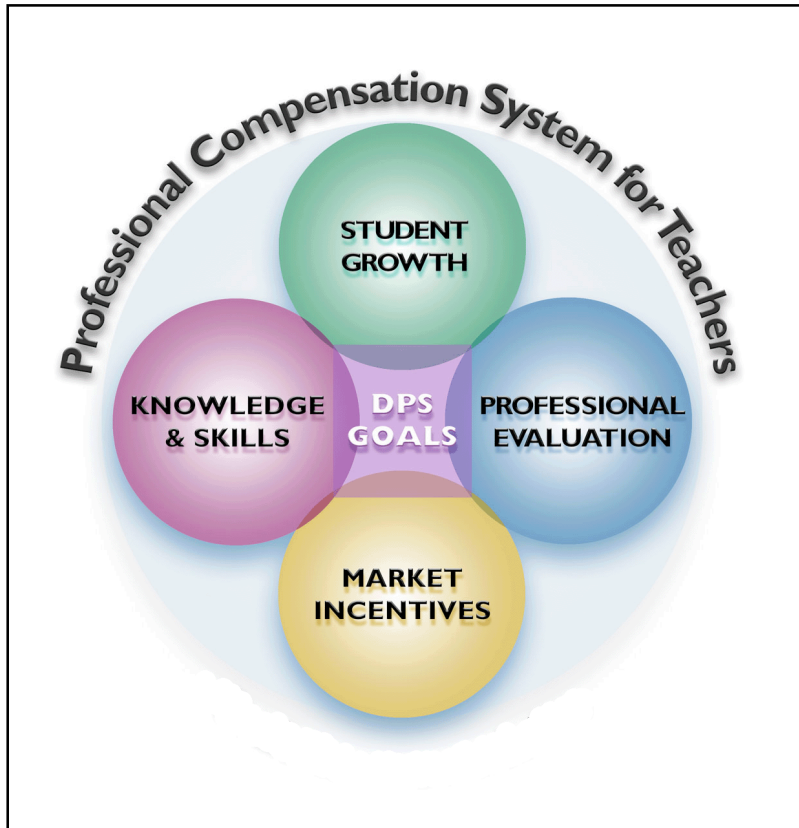 Professional Compensation System for Teachers
STUDENT
GROWTH
KNOWLEDGE
& SKILLS
DPS
GOALS
PROFESSIONAL
EVALUATION
MARKET
INCENTIVES